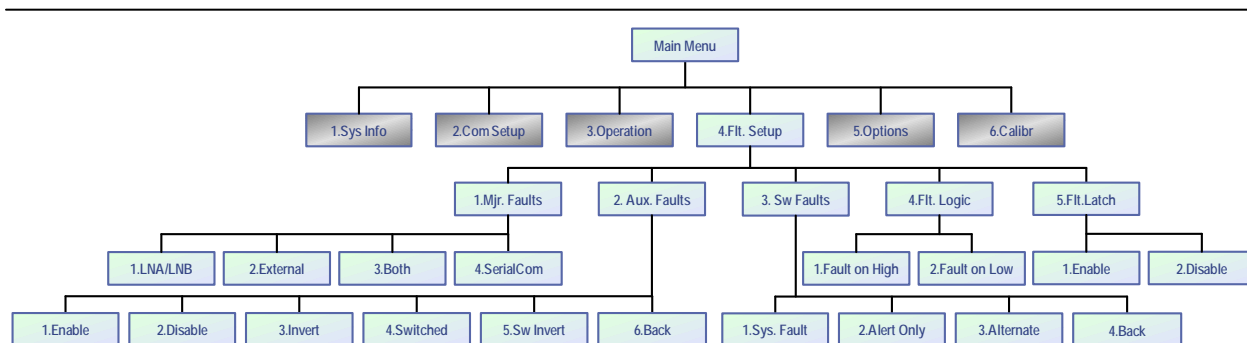 Main Menu
1.Sys Info
2.Com Setup
3.Operation
4.Flt. Setup
5.Options
6.Calibr
1.Mjr. Faults
2. Aux. Faults
3. Sw Faults
4.Flt. Logic
5.Flt.Latch
1.LNA/LNB
2.External
3.Both
4.SerialCom
1.Fault on High
2.Fault on Low
1.Enable
2.Disable
1.Enable
2.Disable
3.Invert
4.Switched
5.Sw Invert
6.Back
1.Sys. Fault
2.Alert Only
3.Alternate
4.Back